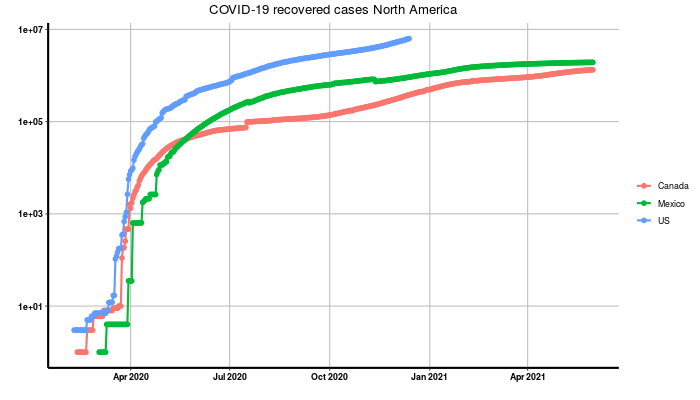 COVID-19 recovered cases North America
1e+07
1e+05
1e+03
1e+01
Apr 2020 Jul 2020 Oct 2020 Jan 2021 Apr 2021
Canada
Mexico
US